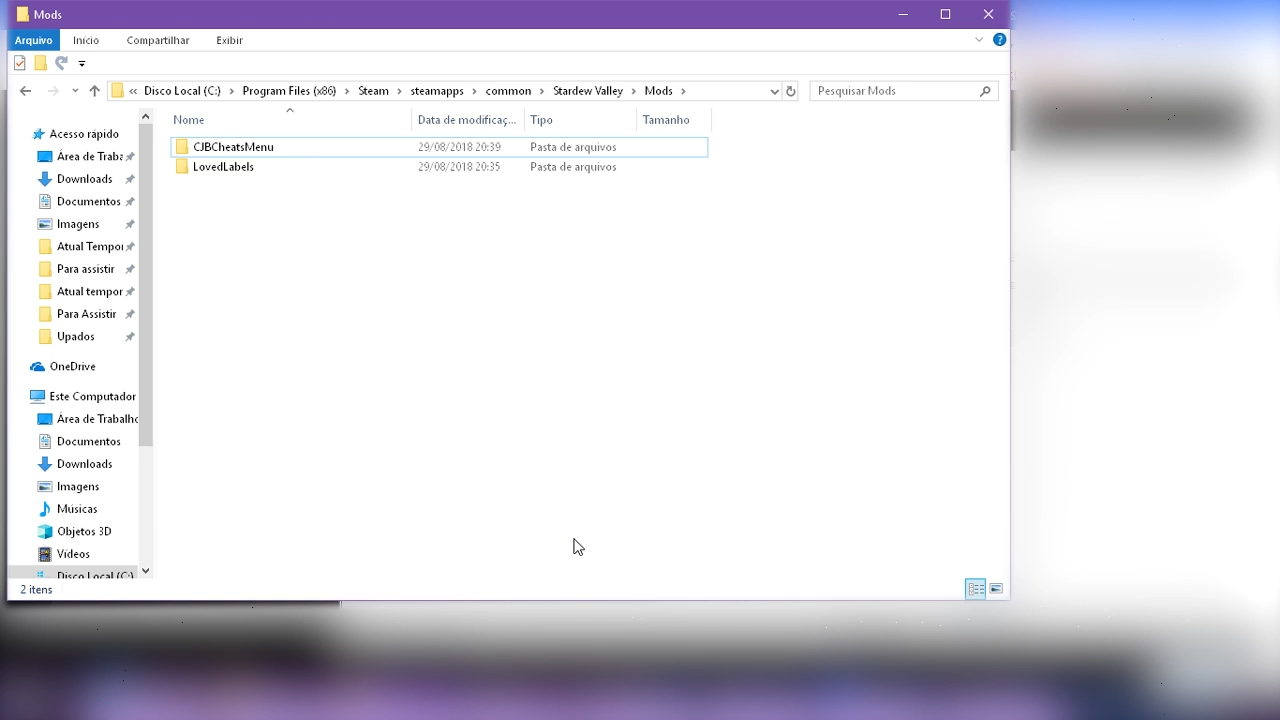 Mods
Arquivo Início Compartilhar Exibir
« Disco Local (C:) > Program Files (x86) > Steam > steamapps > common > Stardew Valley > Mods >
Pesquisar Mods
Nome Data de modificaç... Tipo Tamanho
CJBCheatsMenu 29/08/2018 20:39 Pasta de arquivos
LovedLabels 29/08/2018 20:35 Pasta de arquivos
Acesso rápido
Área de Traba
Downloads
Documentos
Imagens
Atual Tempor
Para assistir
Atual tempor
Para Assistir
Upados
OneDrive
Este Computador
Área de Trabalho
Documentos
Downloads
Imagens
Músicas
Objetos 3D
Vídeos
Disco Local (C:)
2 itens